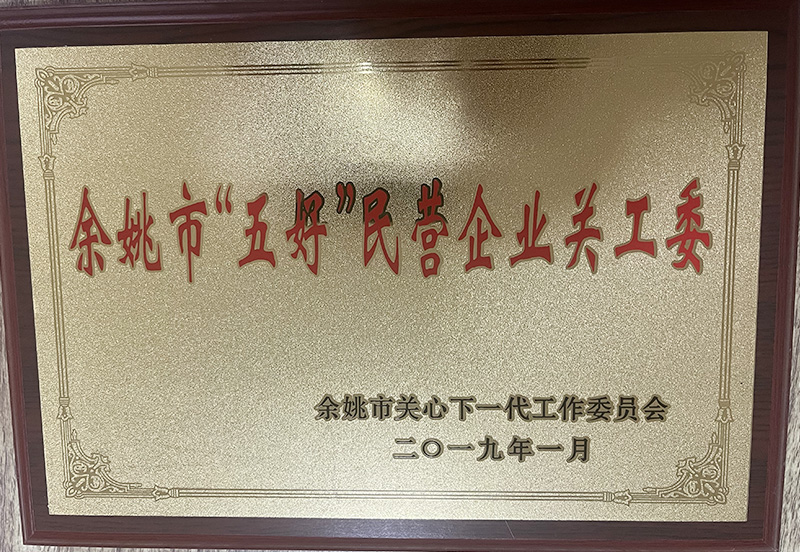 余姚市“五好”民营企业关工委
余姚市关心下一代工作委员会
二〇一九年一月